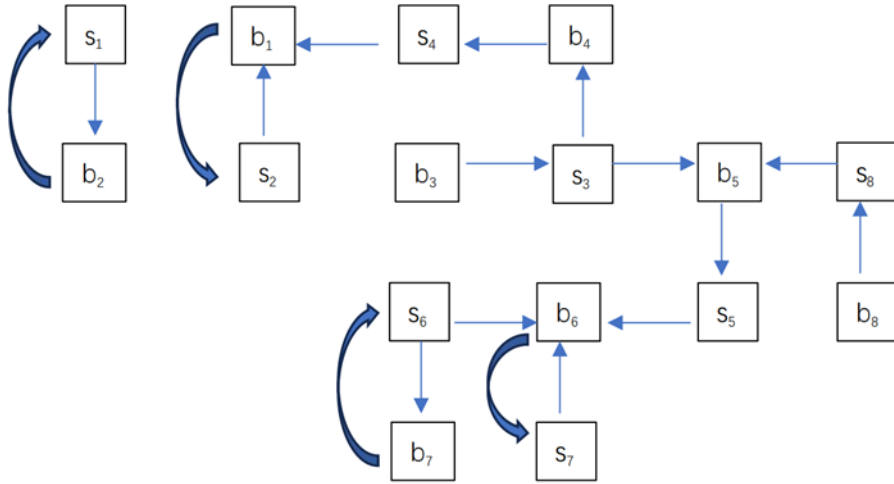 s₁ b₁ s₄ b₄
b₂ s₂ b₃ s₃ b₅ s₈
s₆ b₆ s₅ b₈
b₇ s₇